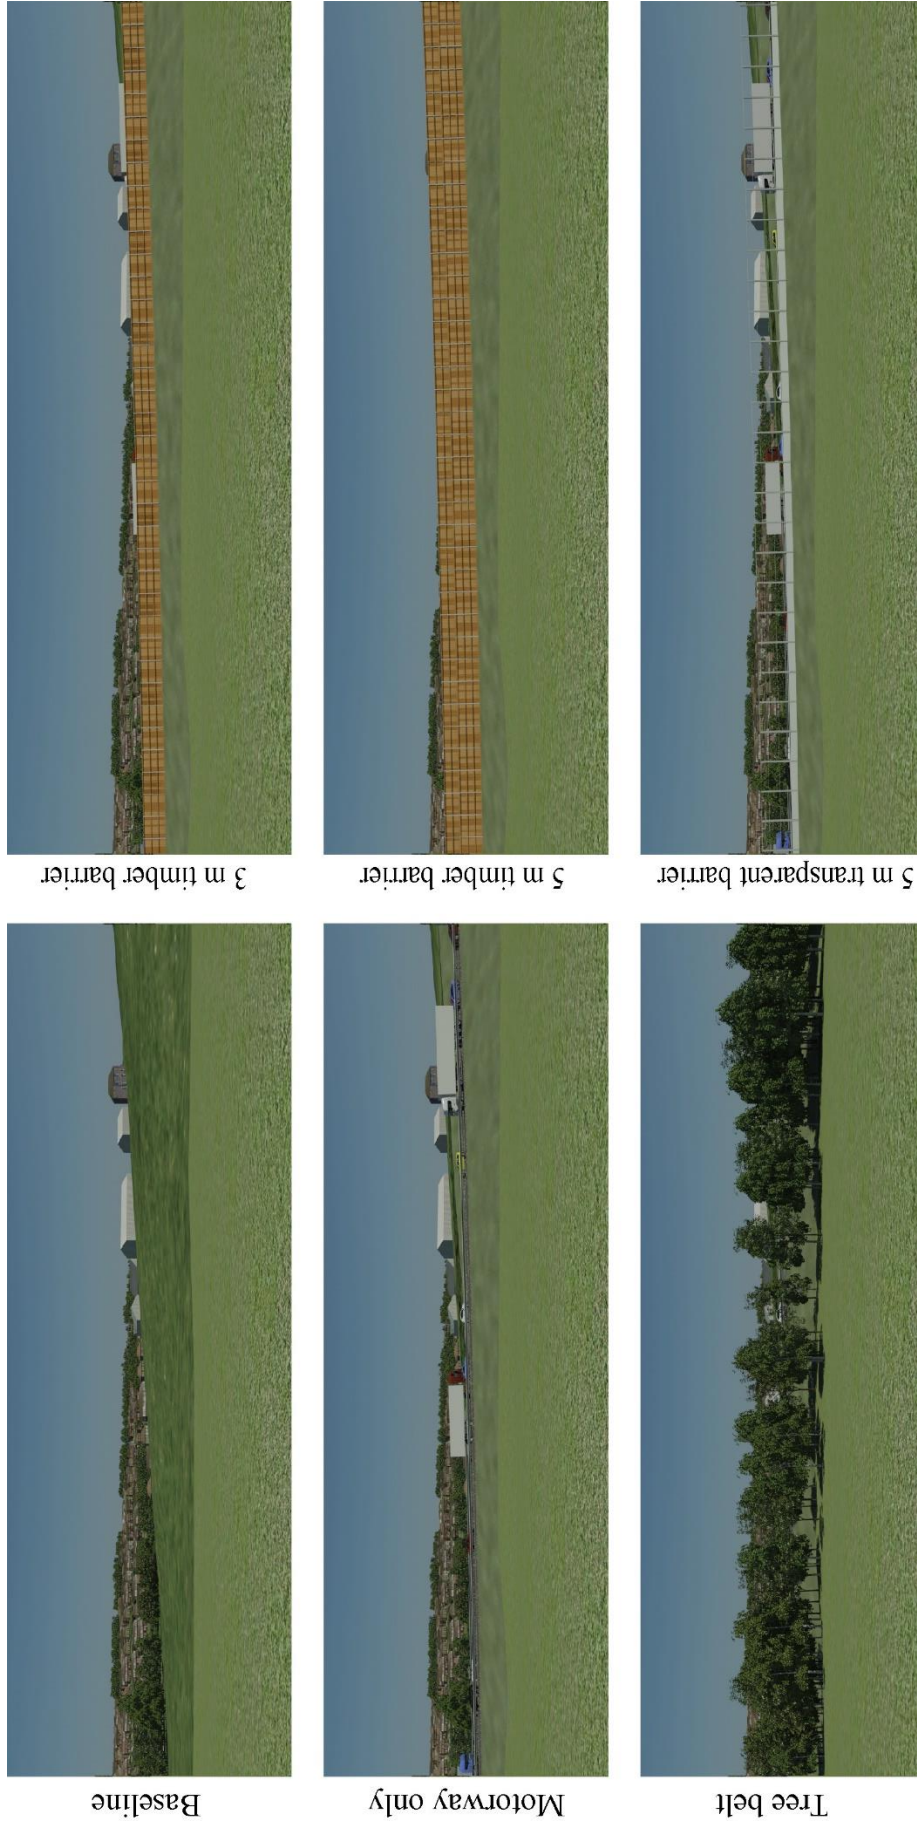 Baseline
3 m timber barrier
Motorway only
5 m timber barrier
Tree belt
5 m transparent barrier